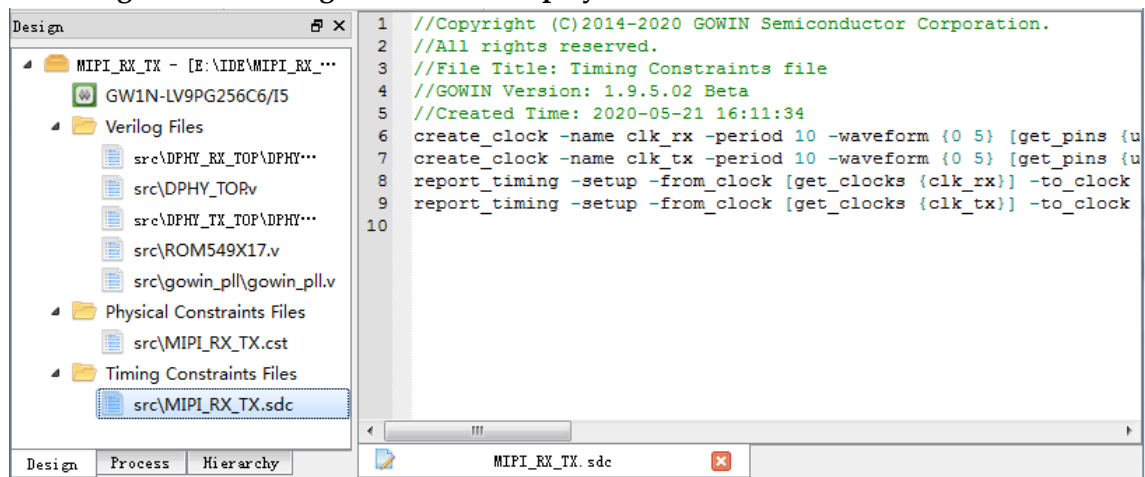 Design
MIPI_RX_TX - [E:\IDE\MIPI_RX_...
GW1N-LV9PG256C6/I5
Verilog Files
src\DPHY_RX_TOP\DPHY...
src\DPHY_TOP.v
src\DPHY_TX_TOP\DPHY...
src\ROM549X17.v
src\gowin_pll\gowin_pll.v
Physical Constraints Files
src\MIPI_RX_TX.cst
Timing Constraints Files
src\MIPI_RX_TX.sdc
Design Process Hierarchy
1 //Copyright (C)2014-2020 GOWIN Semiconductor Corporation.
2 //All rights reserved.
3 //File Title: Timing Constraints file
4 //GOWIN Version: 1.9.5.02 Beta
5 //Created Time: 2020-05-21 16:11:34
6 create_clock -name clk_rx -period 10 -waveform {0 5} [get_pins {u
7 create_clock -name clk_tx -period 10 -waveform {0 5} [get_pins {u
8 report_timing -setup -from_clock [get_clocks {clk_rx}] -to_clock
9 report_timing -setup -from_clock [get_clocks {clk_tx}] -to_clock
10
MIPI_RX_TX.sdc